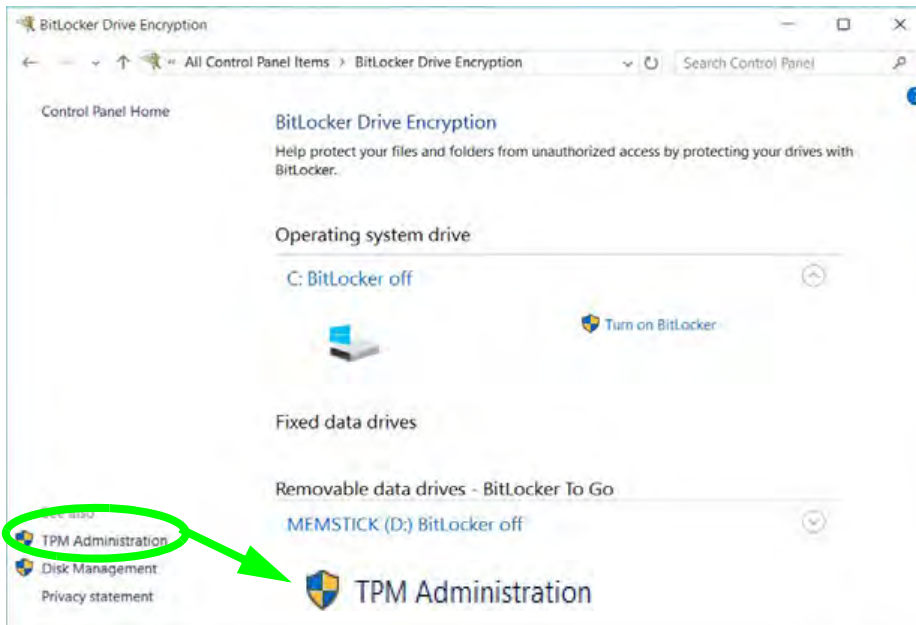 BitLocker Drive Encryption
« All Control Panel Items > BitLocker Drive Encryption
Search Control Panel
Control Panel Home
BitLocker Drive Encryption
Help protect your files and folders from unauthorized access by protecting your drives with
BitLocker.
Operating system drive
C: BitLocker off
Turn on BitLocker
Fixed data drives
Removable data drives - BitLocker To Go
MEMSTICK (D:) BitLocker off
See also
TPM Administration
Disk Management
Privacy statement
TPM Administration